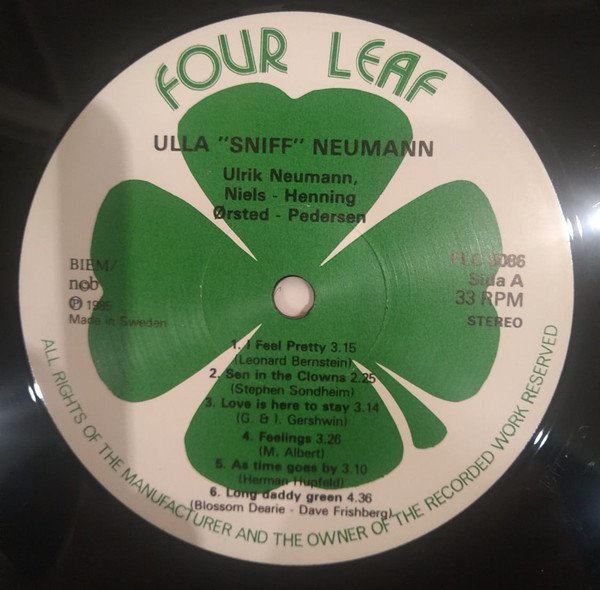 FOUR LEAF
ULLA "SNIFF" NEUMANN
Ulrik Neumann,
Niels - Henning
Ørsted - Pedersen
BIEM/
ncb
Ⓟ 1985
Made in Sweden
FLC 5086
Sida A
33 RPM
STEREO
1. I Feel Pretty 3.15
(Leonard Bernstein)
2. Sen in the Clowns 2.25
(Stephen Sondheim)
3. Love is here to stay 3.14
(G. & I. Gershwin)
4. Feelings 3.26
(M. Albert)
5. As time goes by 3.10
(Herman Hupfeld)
6. Long daddy green 4.36
(Blossom Dearie - Dave Frishberg)
ALL RIGHTS OF THE MANUFACTURER AND THE OWNER OF THE RECORDED WORK RESERVED